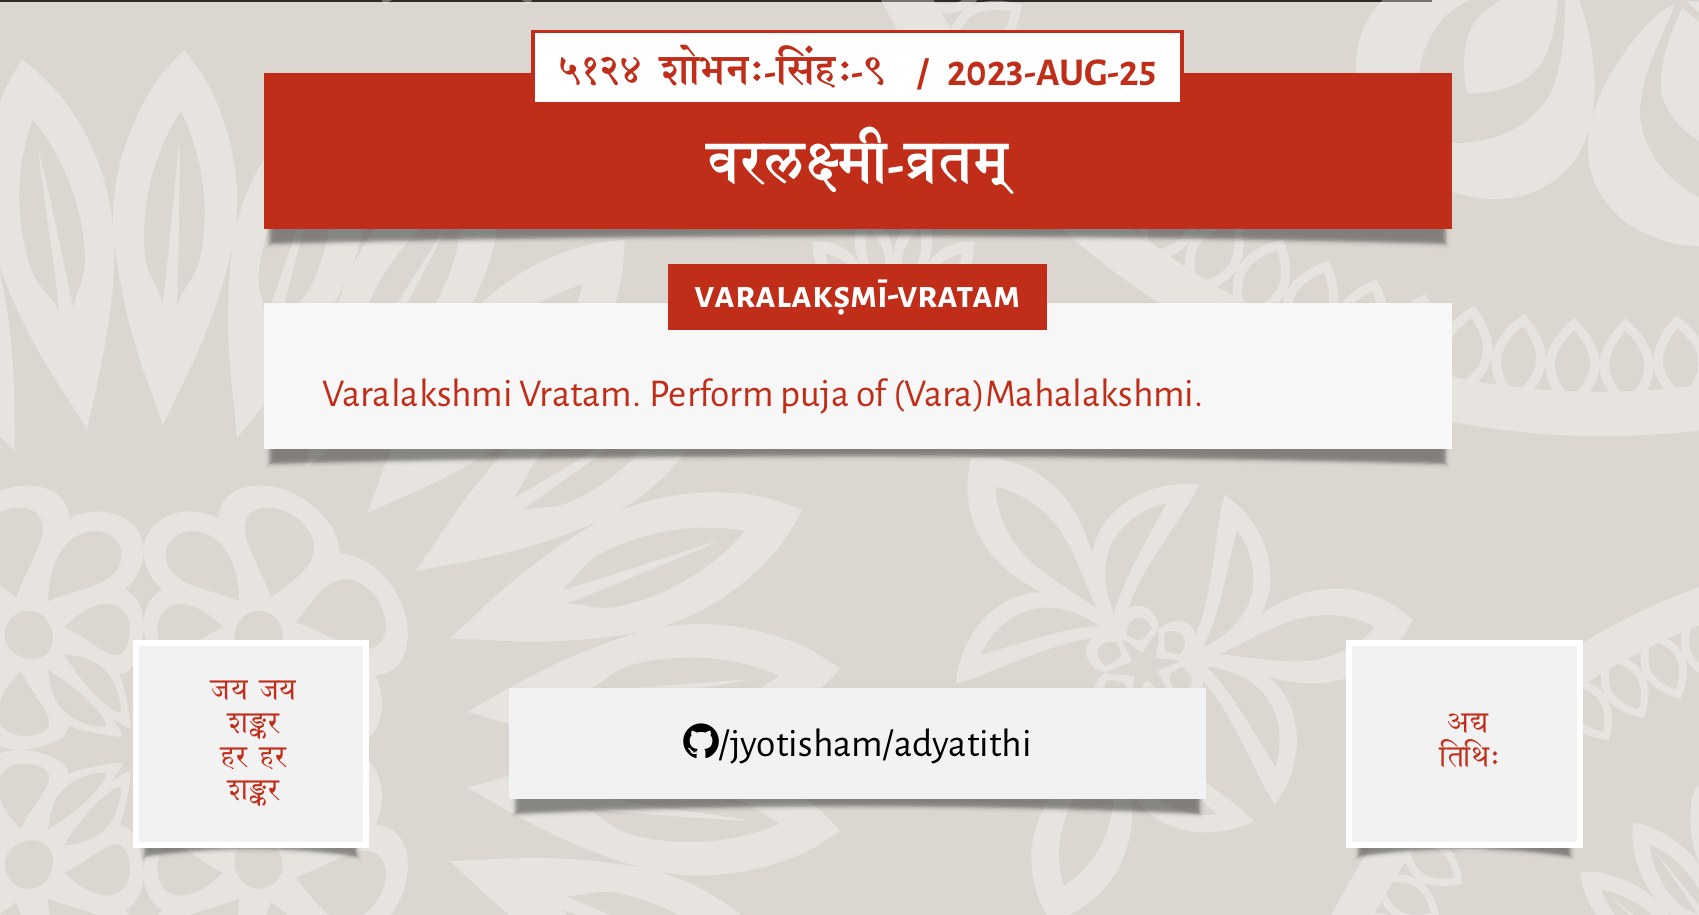 ५१२४ शोभनः-सिंहः-९ / 2023-AUG-25
वरलक्ष्मी-व्रतम्
VARALAKṢMĪ-VRATAM
Varalakshmi Vratam. Perform puja of (Vara)Mahalakshmi.
जय जय
शङ्कर
हर हर
शङ्कर
/jyotisham/adyatithi
अद्य
तिथिः